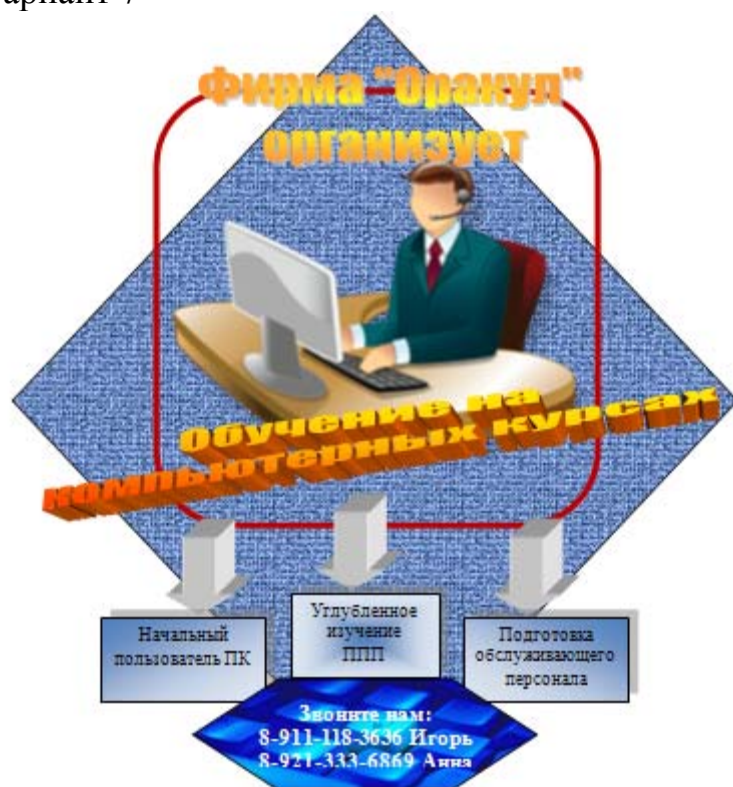 Фирма "Оракул"
организует
Обучение на
компьютерных курсах
Начальный
пользователь ПК
Углубленное
изучение
ППП
Подготовка
обслуживающего
персонала
Звоните нам:
8-911-118-3636 Игорь
8-921-333-6869 Анна